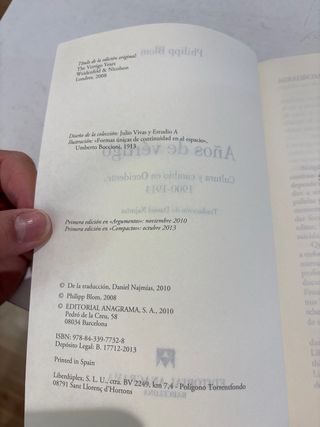 Título de la edición original:
The Vertigo Years
Weidenfeld & Nicolson
Londres, 2008
Diseño de la colección: Julio Vivas y Estudio A
Ilustración: «Formas únicas de continuidad en el espacio»,
Umberto Boccioni, 1913
Primera edición en «Argumentos»: noviembre 2010
Primera edición en «Compactos»: octubre 2013
© De la traducción, Daniel Najmías, 2010
© Philipp Blom, 2008
© EDITORIAL ANAGRAMA, S. A., 2010
Pedró de la Creu, 58
08034 Barcelona
ISBN: 978-84-339-7732-8
Depósito Legal: B. 17712-2013
Printed in Spain
Liberdúplex, S. L. U., ctra. BV 2249, km 7,4 - Polígono Torrentfondo
08791 Sant Llorenç d'Hortons
Philipp Blom
Años de vértigo
Cultura y cambio en Occidente,
1900-1913
Traducción de Daniel Najmías
EDITORIAL ANAGRAMA
BARCELONA